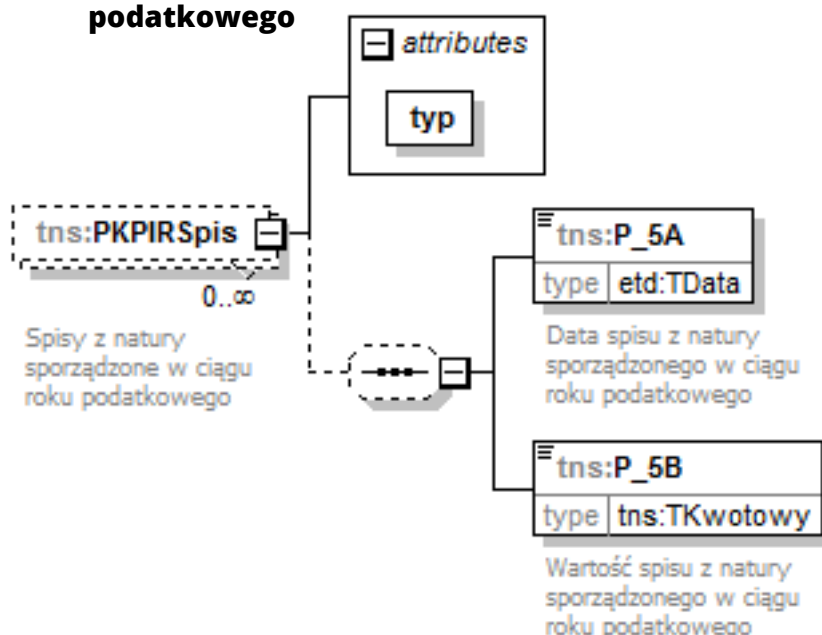 podatkowego
attributes
typ
tns:PKPIRSpis
0..∞
Spisy z natury
sporządzone w ciągu
roku podatkowego
tns:P_5A
type etd:TData
Data spisu z natury
sporządzonego w ciągu
roku podatkowego
tns:P_5B
type tns:TKwotowy
Wartość spisu z natury
sporządzonego w ciągu
roku podatkowego